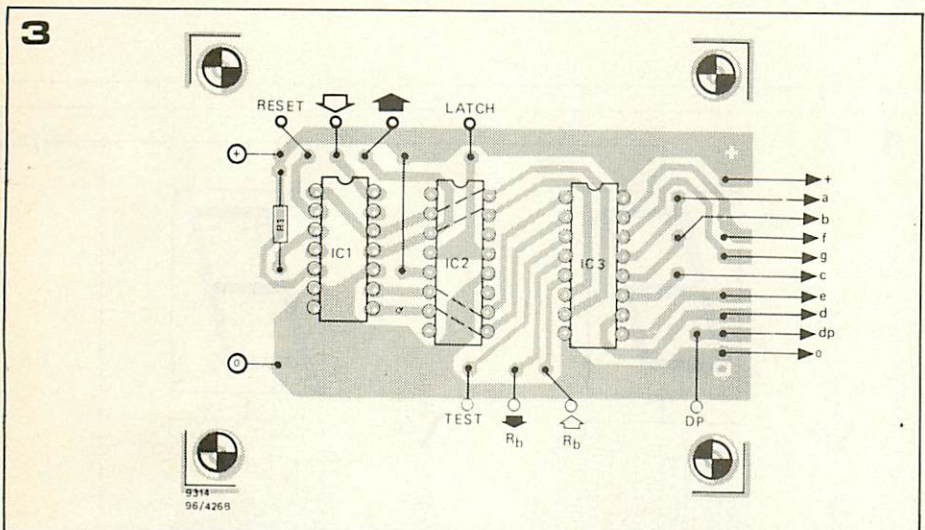 3
RESET
LATCH
+
+
+
a
b
f
g
c
e
d
dp
o
R1
IC1
IC2
IC3
0
0
TEST
Rb
Rb
DP
9314
96/4268